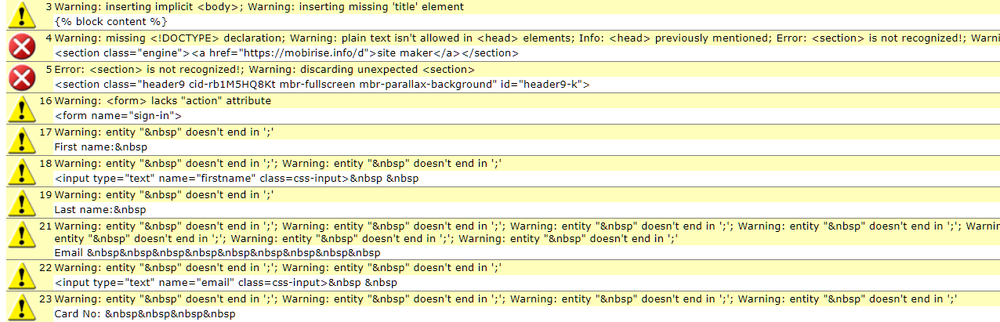 3 Warning: inserting implicit <body>; Warning: inserting missing 'title' element
{% block content %}
4 Warning: missing <!DOCTYPE> declaration; Warning: plain text isn't allowed in <head> elements; Info: <head> previously mentioned; Error: <section> is not recognized!; Warni
<section class="engine"><a href="https://mobirise.info/d">site maker</a></section>
5 Error: <section> is not recognized!; Warning: discarding unexpected <section>
<section class="header9 cid-rb1M5HQ8Kt mbr-fullscreen mbr-parallax-background" id="header9-k">
16 Warning: <form> lacks "action" attribute
<form name="sign-in">
17 Warning: entity "&nbsp" doesn't end in ';'
First name:&nbsp
18 Warning: entity "&nbsp" doesn't end in ';'; Warning: entity "&nbsp" doesn't end in ';'
<input type="text" name="firstname" class=css-input>&nbsp &nbsp
19 Warning: entity "&nbsp" doesn't end in ';'
Last name:&nbsp
21 Warning: entity "&nbsp" doesn't end in ';'; Warning: entity "&nbsp" doesn't end in ';'; Warning: entity "&nbsp" doesn't end in ';'; Warning: entity "&nbsp" doesn't end in ';'; Warnin
entity "&nbsp" doesn't end in ';'; Warning: entity "&nbsp" doesn't end in ';'; Warning: entity "&nbsp" doesn't end in ';'
Email &nbsp&nbsp&nbsp&nbsp&nbsp&nbsp&nbsp&nbsp&nbsp
22 Warning: entity "&nbsp" doesn't end in ';'; Warning: entity "&nbsp" doesn't end in ';'
<input type="text" name="email" class=css-input>&nbsp &nbsp
23 Warning: entity "&nbsp" doesn't end in ';'; Warning: entity "&nbsp" doesn't end in ';'; Warning: entity "&nbsp" doesn't end in ';'; Warning: entity "&nbsp" doesn't end in ';'
Card No: &nbsp&nbsp&nbsp&nbsp